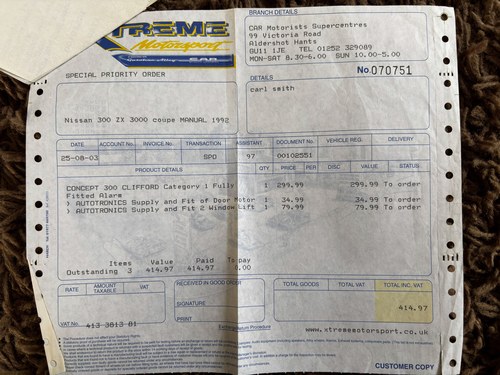 XTREME
Motorsport
CAR
BRANCH DETAILS
CAR Motorists Supercentres
99 Victoria Road
Aldershot Hants
GU11 1JE TEL 01252 329089
MON-SAT 8.30-6.00 SUN 10.00-5.00
SPECIAL PRIORITY ORDER
No.070751
DETAILS
carl smith
Nissan 300 ZX 3000 coupe MANUAL 1992
DATE ACCOUNT No. INVOICE No. TRANSACTION ASSISTANT DOCUMENT No. VEHICLE REG. DELIVERY
25-08-03 SPO 97 00102551
PRODUCT DETAILS QTY. PRICE PER DISC VALUE STATUS
CONCEPT 300 CLIFFORD Category 1 Fully 1 299.99 299.99 To order
Fitted Alarm
> AUTOTRONICS Supply and Fit of Door Motor 1 34.99 34.99 To order
> AUTOTRONICS Supply and Fit 2 Window Lift 1 79.99 79.99 To order
Items Value Paid To pay
Outstanding 3 414.97 414.97 0.00
RATE AMOUNT TAXABLE VAT
RECEIVED IN GOOD ORDER
SIGNATURE
PRINT
TOTAL GOODS TOTAL VAT TOTAL INC. VAT
414.97
VAT No. 413 3813 81
www.xtrememotorsport.co.uk
CUSTOMER COPY